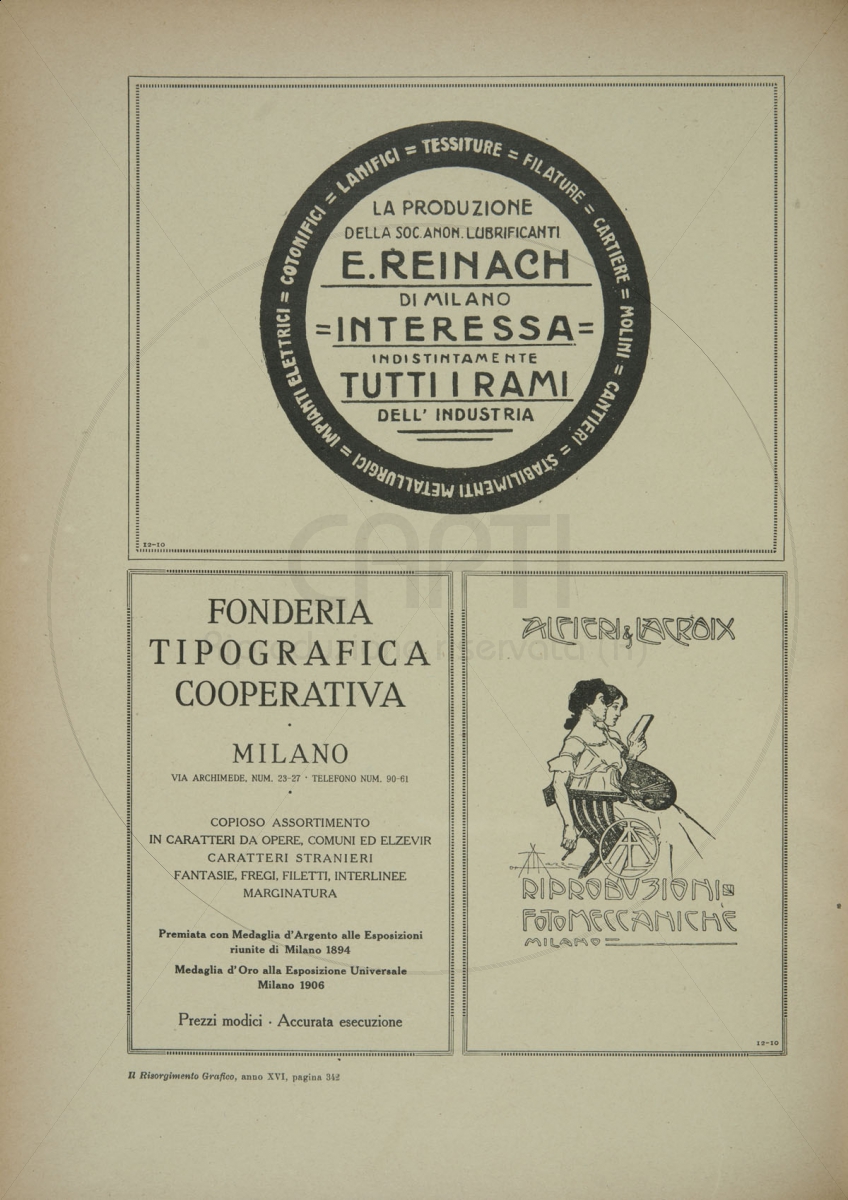 COTONIFICI = LANIFICI = TESSITURE = FILATURE = CARTIERE = MOLINI = CANTIERI = STABILIMENTI METALLURGICI = IMPIANTI ELETTRICI =
LA PRODUZIONE
DELLA SOC. ANON. LUBRIFICANTI
E. REINACH
DI MILANO
=INTERESSA=
INDISTINTAMENTE
TUTTI I RAMI
DELL' INDUSTRIA
12-10
CARTI
Riproduzione riservata (H)
FONDERIA
TIPOGRAFICA
COOPERATIVA
MILANO
VIA ARCHIMEDE, NUM. 23-27 · TELEFONO NUM. 90-61
COPIOSO ASSORTIMENTO
IN CARATTERI DA OPERE, COMUNI ED ELZEVIR
CARATTERI STRANIERI
FANTASIE, FREGI, FILETTI, INTERLINEE
MARGINATURA
Premiata con Medaglia d'Argento alle Esposizioni
riunite di Milano 1894
Medaglia d'Oro alla Esposizione Universale
Milano 1906
Prezzi modici · Accurata esecuzione
ALFIERI & LACROIX
RIPRODUZIONI
FOTOMECCANICHE
MILANO
12-10
Il Risorgimento Grafico, anno XVI, pagina 342